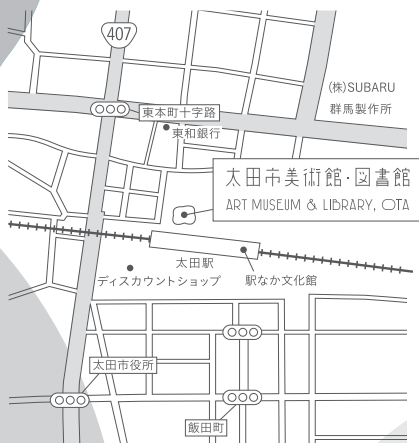 407
(株)SUBARU
群馬製作所
東本町十字路
東和銀行
太田市美術館・図書館
ART MUSEUM & LIBRARY, OTA
太田駅
ディスカウントショップ
駅なか文化館
太田市役所
飯田町